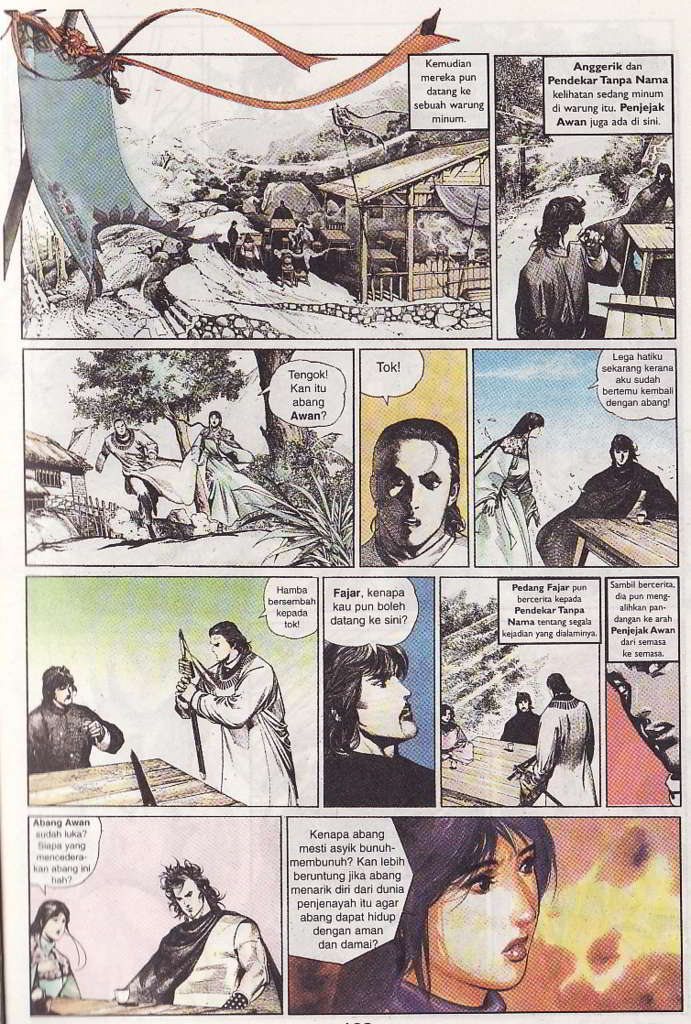 Kemudian
mereka pun
datang ke
sebuah warung
minum.
Anggerik dan
Pendekar Tanpa Nama
kelihatan sedang minum
di warung itu. Penjejak
Awan juga ada di sini.
Tengok!
Kan itu
abang
Awan?
Tok!
Lega hatiku
sekarang kerana
aku sudah
bertemu kembali
dengan abang!
Hamba
bersembah
kepada
tok!
Fajar, kenapa
kau pun boleh
datang ke sini?
Pedang Fajar pun
bercerita kepada
Pendekar Tanpa
Nama tentang segala
kejadian yang dialaminya.
Sambil bercerita,
dia pun meng-
alihkan pan-
dangan ke arah
Penjejak Awan
dari semasa
ke semasa.
Abang Awan
sudah luka?
Siapa yang
mencedera-
kan abang ini
hah?
Kenapa abang
mesti asyik bunuh-
membunuh? Kan lebih
beruntung jika abang
menarik diri dari dunia
penjenayah itu agar
abang dapat hidup
dengan aman
dan damai?